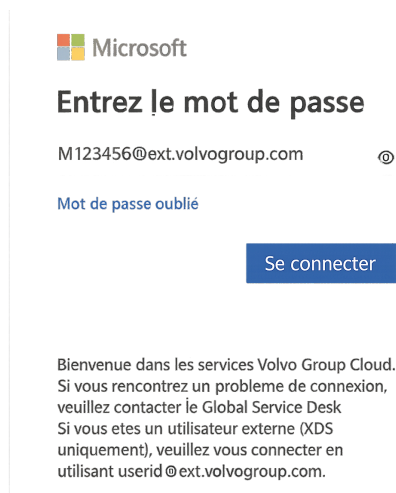 Microsoft
Entrez le mot de passe
M123456@ext.volvogroup.com
Mot de passe oublié
Se connecter
Bienvenue dans les services Volvo Group Cloud.
Si vous rencontrez un probleme de connexion,
veuillez contacter le Global Service Desk
Si vous etes un utilisateur externe (XDS
uniquement), veuillez vous connecter en
utilisant userid@ext.volvogroup.com.